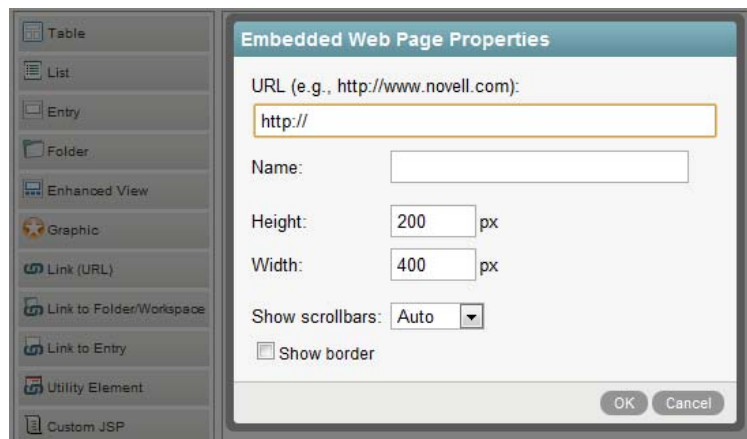 Table
List
Entry
Folder
Enhanced View
Graphic
Link (URL)
Link to Folder/Workspace
Link to Entry
Utility Element
Custom JSP
Embedded Web Page Properties
URL (e.g., http://www.novell.com):
http://
Name:
Height: 200 px
Width: 400 px
Show scrollbars: Auto
Show border
OK Cancel